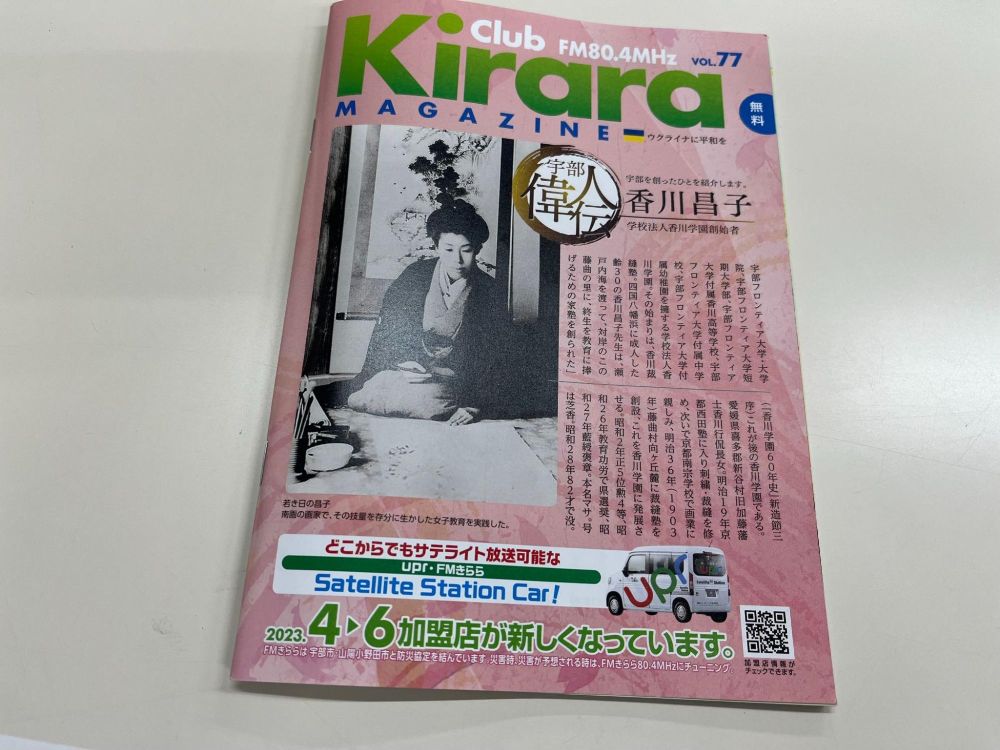 Club FM80.4MHz VOL.77
Kirara
MAGAZINE
ウクライナに平和を
無料
宇部
偉人伝
宇部を創ったひとを紹介します。
香川昌子
学校法人香川学園創始者
宇部フロンティア大学・大学
院、宇部フロンティア大学短
期大学部、宇部フロンティア
大学付属香川高等学校、宇部
フロンティア大学付属中学
校、宇部フロンティア大学付
属幼稚園を擁する学校法人香
川学園。その始まりは、香川裁
縫塾。四国八幡浜に成人した
齢30の香川昌子先生は、「瀬
戸内海を渡って、対岸のこの
藤曲の里に、終生を教育に捧
げるための家塾を創られた」
(「香川学園60年史」新造節三
序)これが後の香川学園である。
愛媛県喜多郡新谷村旧加藤藩
士香川行侃長女。明治19年京
都西田塾に入り刺繍・裁縫を修
め、次いで京都南宗学校で画業に
親しみ、明治36年(1903
年)藤曲村向ヶ丘麓に裁縫塾を
創設、これを香川学園に発展さ
せる。昭和2年正5位勲4等、昭
和26年教育功労で県選奨、昭
和27年藍綬褒章。本名マサ。号
は芝香。昭和28年82才で没。
若き日の昌子
南画の画家で、その技量を存分に生かした女子教育を実践した。
どこからでもサテライト放送可能な
upr・FMきらら
Satellite Station Car!
upr
Satellite Station
2023. 4▶6 加盟店が新しくなっています。
FMきららは 宇部市・山陽小野田市と防災協定を結んでいます。災害時、災害が予想される時は、FMきらら80.4MHzにチューニング。
加盟店情報が
チェックできます。